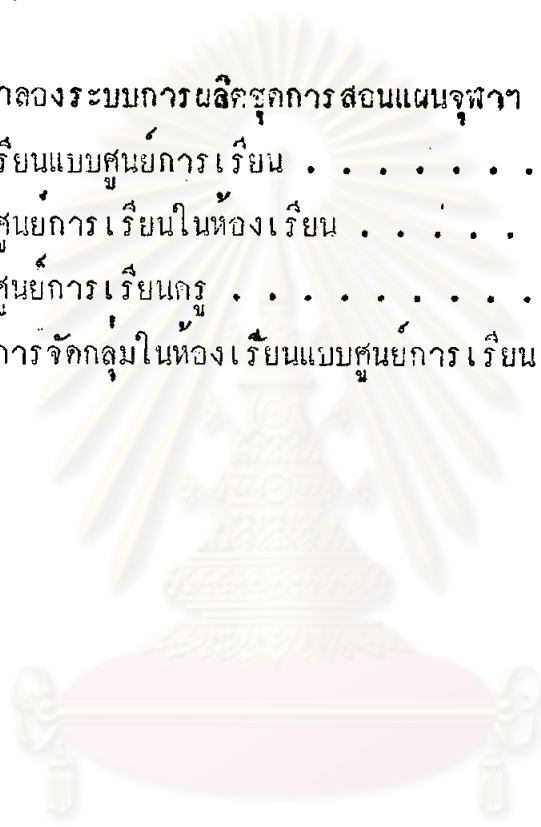 าลองระบบการผลิตชุดการสอนแผนจุฬาฯ
รียนแบบศูนย์การเรียน . . . . . . .
ศูนย์การเรียนในห้องเรียน . . . . .
ศูนย์การเรียนครู . . . . . . . . . .
การจัดกลุ่มในห้องเรียนแบบศูนย์การเรียน